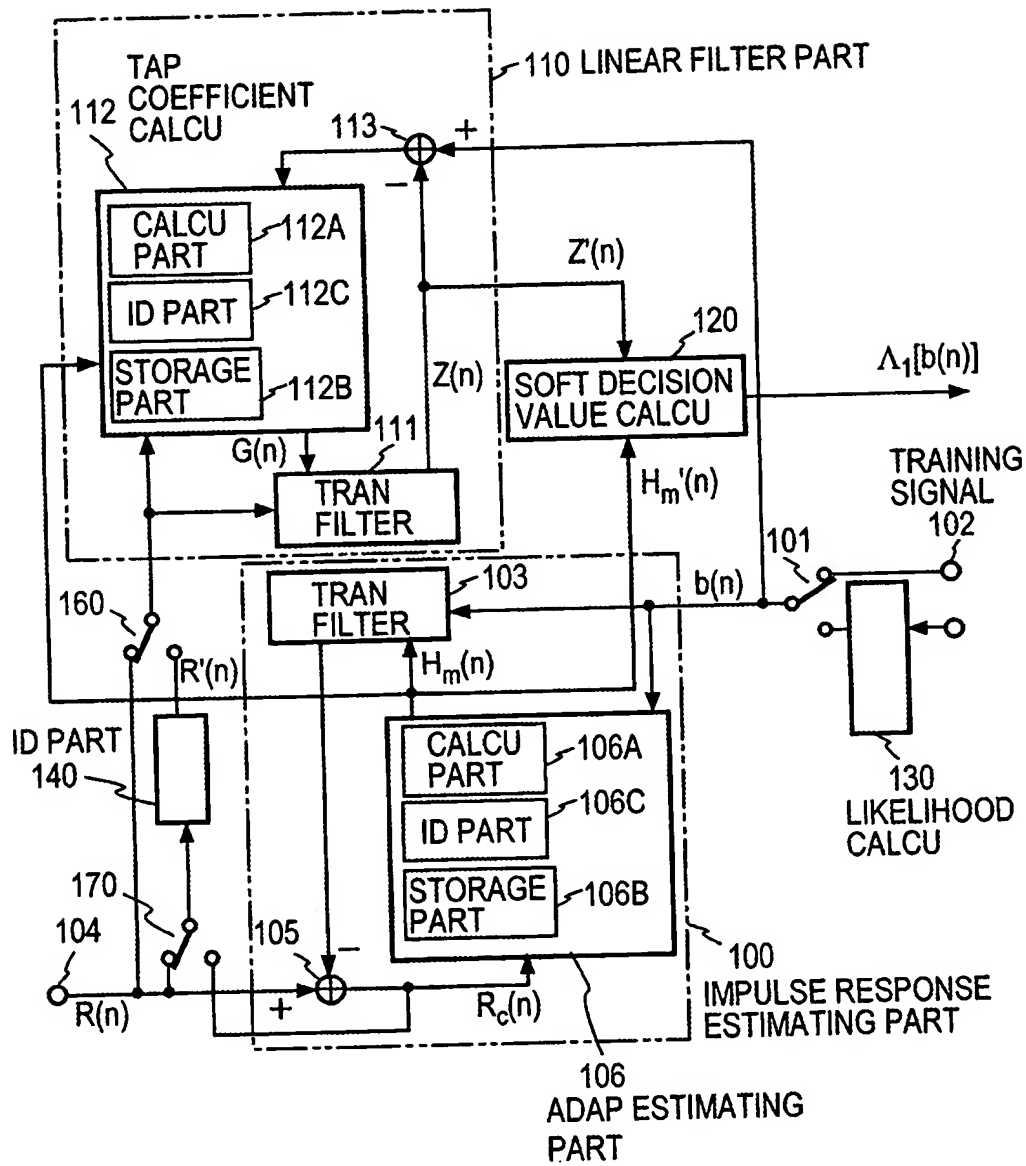 TAP
COEFFICIENT
CALCU
112
110 LINEAR FILTER PART
113
+
−
CALCU
PART
112A
ID PART
112C
STORAGE
PART
112B
Z'(n)
Z(n)
120
SOFT DECISION
VALUE CALCU
Λ1[b(n)]
G(n)
111
TRAN
FILTER
Hm'(n)
TRAINING
SIGNAL
102
101
TRAN
FILTER
103
b(n)
160
R'(n)
Hm(n)
ID PART
140
CALCU
PART
106A
ID PART
106C
STORAGE
PART
106B
130
LIKELIHOOD
CALCU
170
104
105
−
+
R(n)
Rc(n)
100
IMPULSE RESPONSE
ESTIMATING PART
106
ADAP ESTIMATING
PART